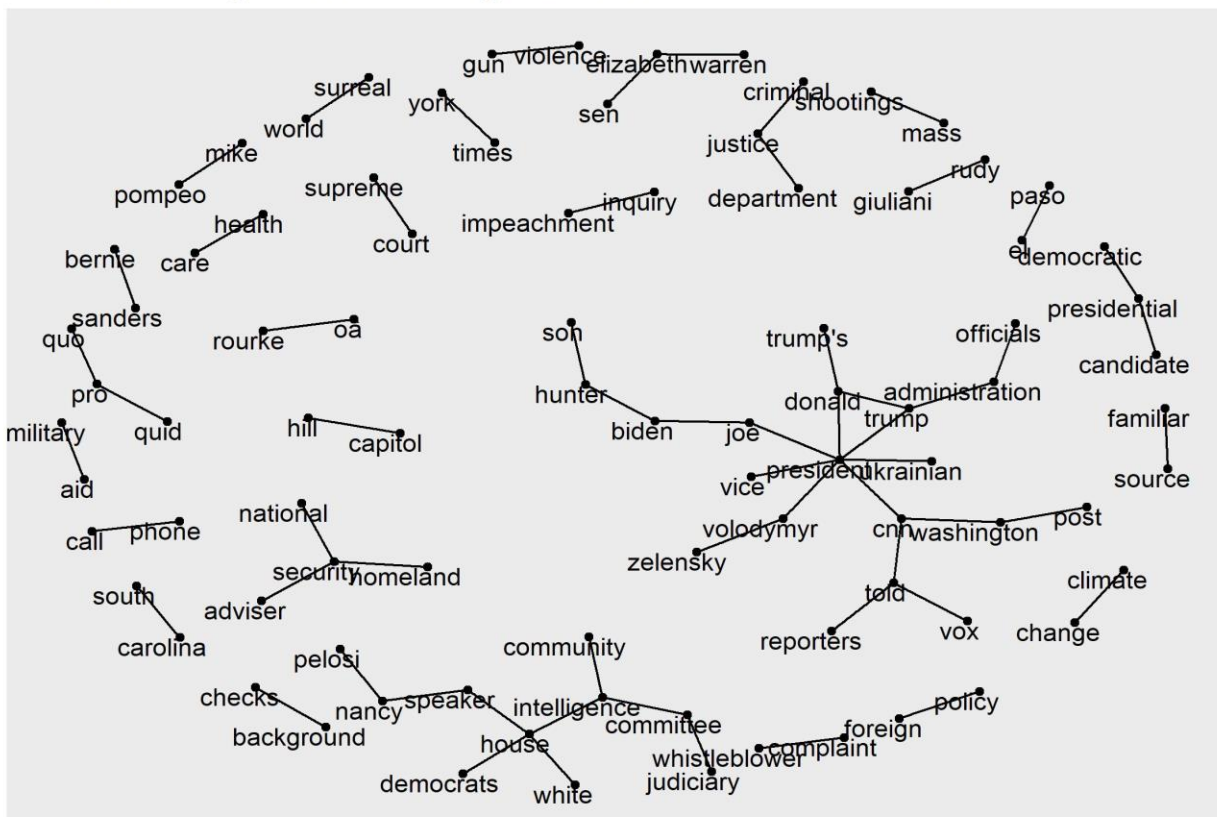 gun violence elizabeth warren
surreal
york
criminal
shootings
world
sen
mass
mike
times
justice
rudy
pompeo
supreme
inquiry
department
giuliani
paso
health
impeachment
bernie
care
court
el
democratic
sanders
quo
rourke
oa
son
trump's
officials
presidential
candidate
pro
hunter
donald
administration
trump
military
quid
hill
capitol
biden
joe
familiar
president
ukrainian
vice
source
aid
national
volodymyr
cnn
washington
post
call
phone
zelensky
security
homeland
climate
south
adviser
told
carolina
reporters
vox
change
pelosi
community
checks
nancy
speaker
intelligence
committee
policy
foreign
background
house
whistleblower
complaint
democrats
white
judiciary